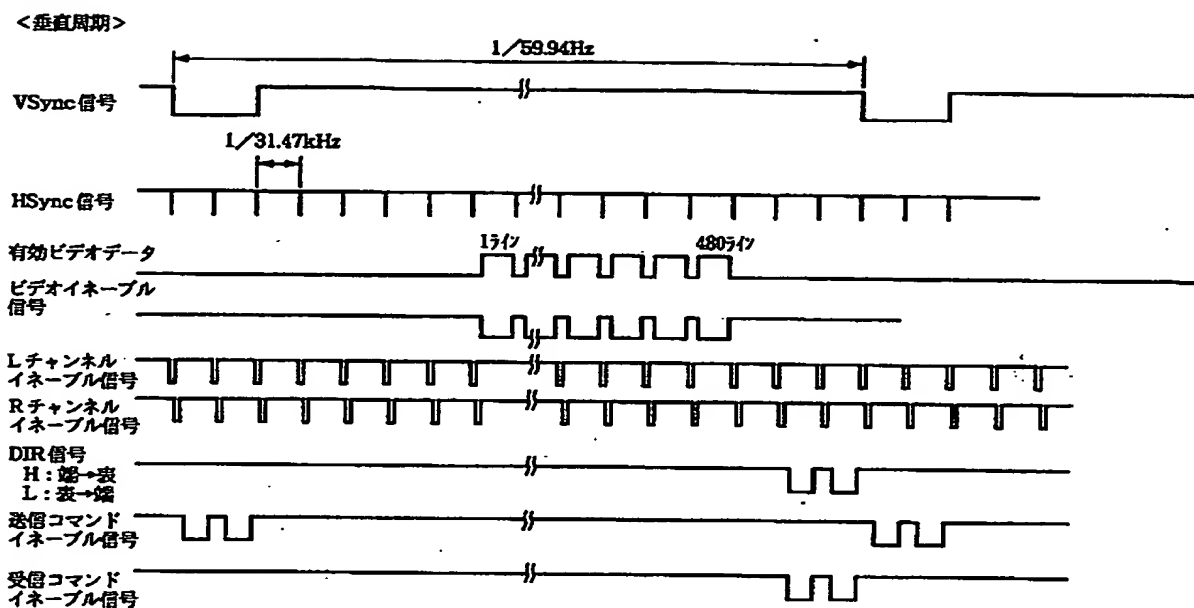 <垂直周期>
1/59.94Hz
VSync信号
1/31.47kHz
HSync信号
有効ビデオデータ
1ライン
480ライン
ビデオイネーブル
信号
Lチャンネル
イネーブル信号
Rチャンネル
イネーブル信号
DIR信号
H:端→表
L:表→端
送信コマンド
イネーブル信号
受信コマンド
イネーブル信号